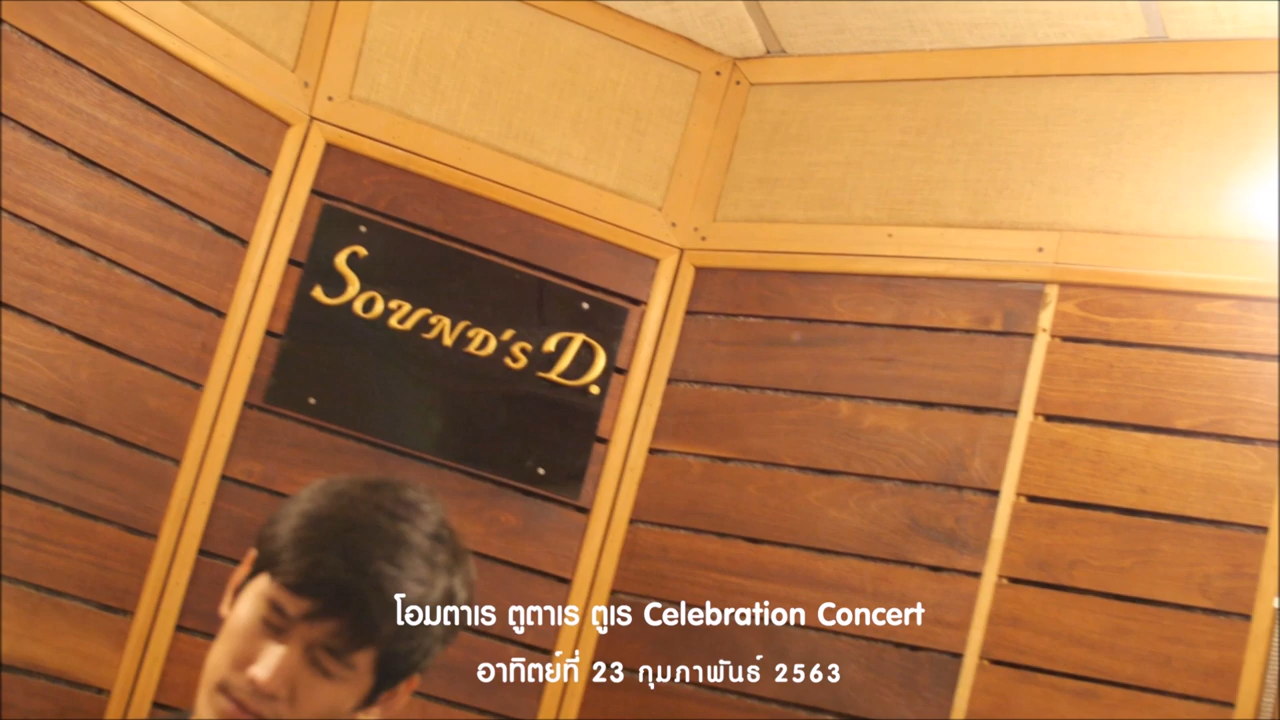 SOUND'S D.
โอมตาเร ตูตาเร ตูเร Celebration Concert
อาทิตย์ที่ 23 กุมภาพันธ์ 2563